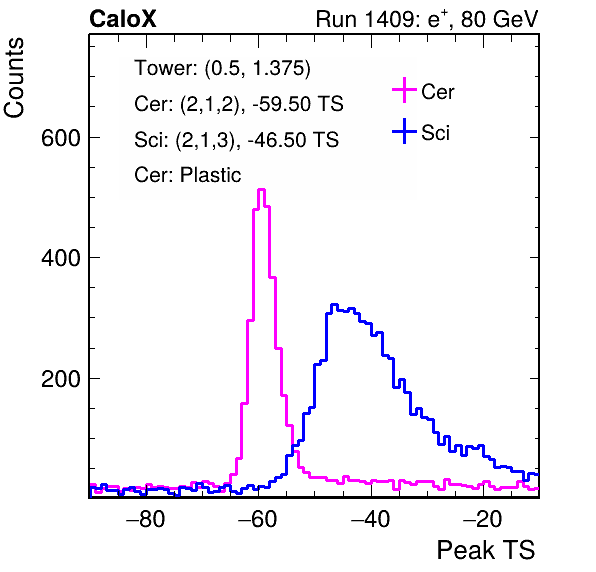 CaloX Run 1409: e⁺, 80 GeV
Counts
Tower: (0.5, 1.375)
Cer: (2,1,2), -59.50 TS
Sci: (2,1,3), -46.50 TS
Cer: Plastic
Cer
Sci
600
400
200
−80 −60 −40 −20
Peak TS